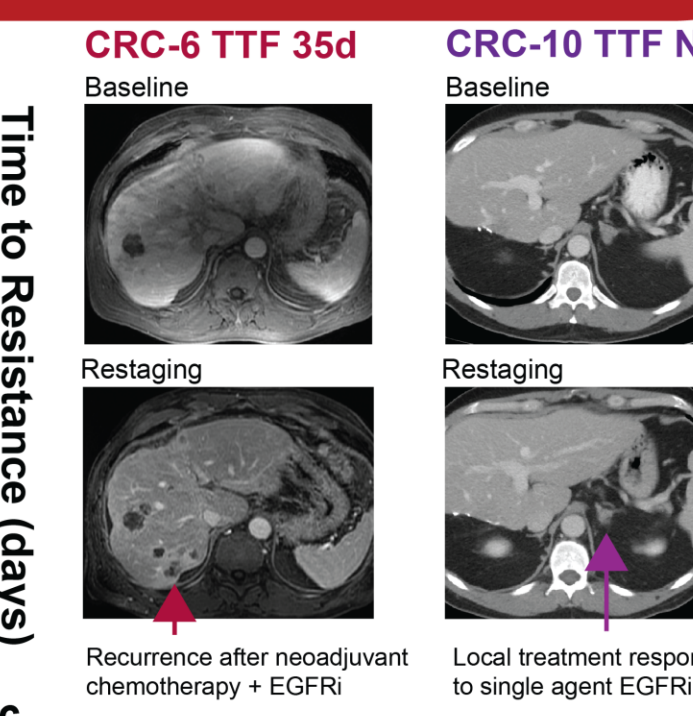 CRC-6 TTF 35d
Baseline
Restaging
Recurrence after neoadjuvant
chemotherapy + EGFRi
CRC-10 TTF N
Baseline
Restaging
Local treatment
to single agent EGFRi
Time to Resistance (days)